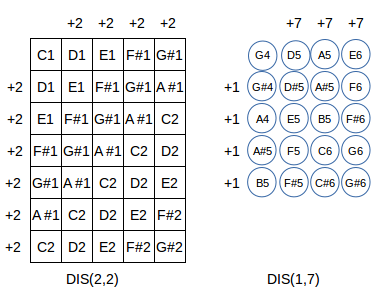 +2 +2 +2 +2 +7 +7 +7
C1 D1 E1 F#1 G#1 G4 D5 A5 E6
+2 D1 E1 F#1 G#1 A #1 +1 G#4 D#5 A#5 F6
+2 E1 F#1 G#1 A #1 C2 +1 A4 E5 B5 F#6
+2 F#1 G#1 A #1 C2 D2 +1 A#5 F5 C6 G6
+2 G#1 A #1 C2 D2 E2 +1 B5 F#5 C#6 G#6
+2 A #1 C2 D2 E2 F#2
+2 C2 D2 E2 F#2 G#2
DIS(2,2) DIS(1,7)